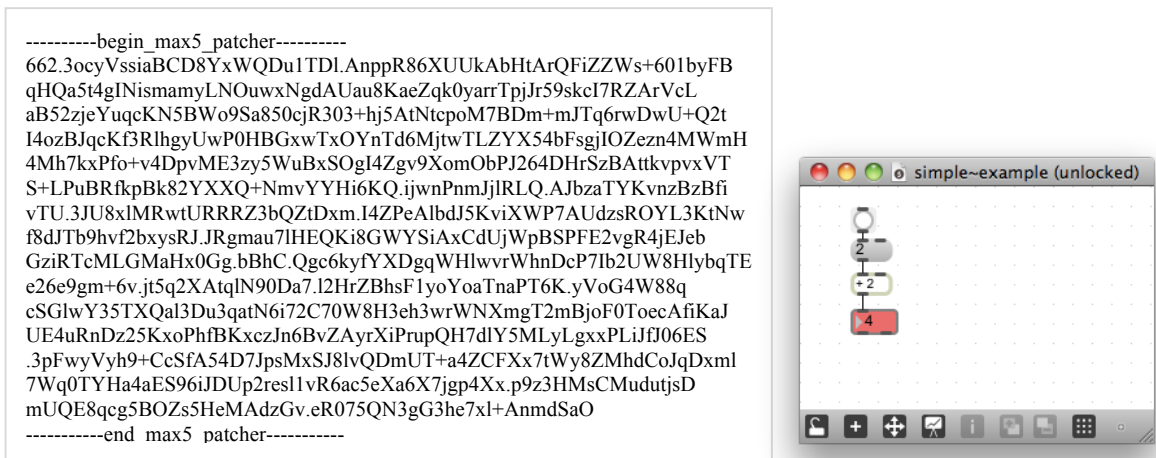 ----------begin_max5_patcher----------
662.3ocyVssiaBCD8YxWQDu1TDl.AnppR86XUUkAbHtArQFiZZWs+601byFB
qHQa5t4gINismamyLNOuwxNgdAUau8KaeZqk0yarrTpjJr59skcI7RZArVcL
aB52zjeYuqcKN5BWo9Sa850cjR303+hj5AtNtcpoM7BDm+mJTq6rwDwU+Q2t
I4ozBJqcKf3RlhgyUwP0HBGxwTxOYnTd6MjtwTLZYX54bFsgjIOZezn4MWmH
4Mh7kxPfo+v4DpvME3zy5WuBxSOgI4Zgv9XomObPJ264DHrSzBAttkvpvxVT
S+LPuBRfkpBk82YXXQ+NmvYYHi6KQ.ijwnPnmJjlRLQ.AJbzaTYKvnzBzBfi
vTU.3JU8xlMRwtURRRZ3bQZtDxm.I4ZPeAlbdJ5KviXWP7AUdzsROYL3KtNw
f8dJTb9hvf2bxysRJ.JRgmau7lHEQKi8GWYSiAxCdUjWpBSPFE2vgR4jEJeb
GziRTcMLGMaHx0Gg.bBhC.Qgc6kyfYXDgqWHlwvrWhnDcP7Ib2UW8HlybqTE
e26e9gm+6v.jt5q2XAtqlN90Da7.l2HrZBhsF1yoYoaTnaPT6K.yVoG4W88q
cSGlwY35TXQal3Du3qatN6i72C70W8H3eh3wrWNXmgT2mBjoF0ToecAfiKaJ
UE4uRnDz25KxoPhfBKxczJn6BvZAyrXiPrupQH7dlY5MLyLgxxPLiJfJ06ES
.3pFwyVyh9+CcSfA54D7JpsMxSJ8lvQDmUT+a4ZCFXx7tWy8ZMhdCoJqDxml
7Wq0TYHa4aES96iJDUp2resl1vR6ac5eXa6X7jgp4Xx.p9z3HMsCMudutjsD
mUQE8qcg5BOZs5HeMAdzGv.eR075QN3gG3he7xl+AnmdSaO
-----------end_max5_patcher-----------
simple~example (unlocked)
2
+ 2
4